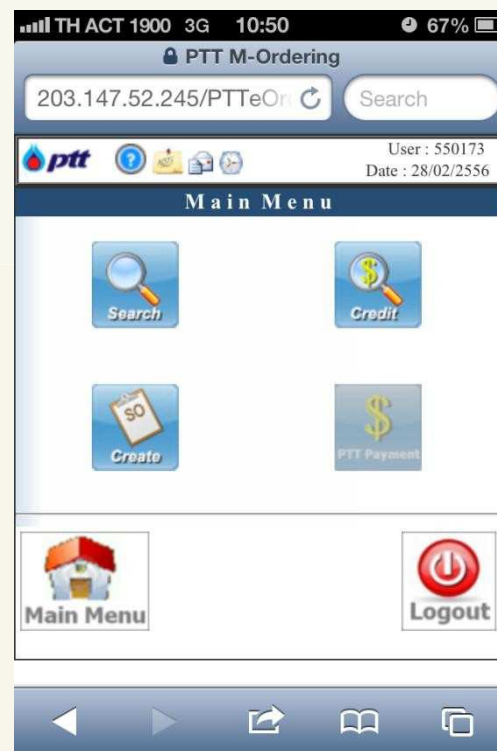 TH ACT 1900 3G 10:50 67%
PTT M-Ordering
203.147.52.245/PTTeOr Search
ptt ? NOTE User : 550173
Date : 28/02/2556
Main Menu
Search Credit
$
SO $
Create PTT Payment
Main Menu Logout